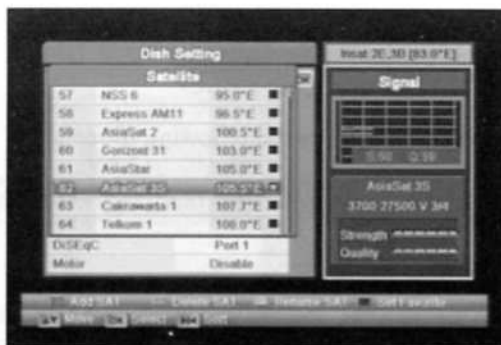 Dish Setting
Satellite
57 NSS 6 95.0°E
58 Express AM11 96.5°E
59 AsiaSat 2 100.5°E
60 Gorizont 31 103.0°E
61 AsiaStar 105.0°E
62 AsiaSat 3S 105.5°E
63 Cakrawarta 1 107.7°E
64 Telkom 1 108.0°E
DiSEqC Port 1
Motor Disable
Insat 2E,3B [83.0°E]
Signal
AsiaSat 3S
3700 27500 V 3/4
Strength
Quality
Add SAT Delete SAT Rename SAT Set Favorite
Move Select Sort